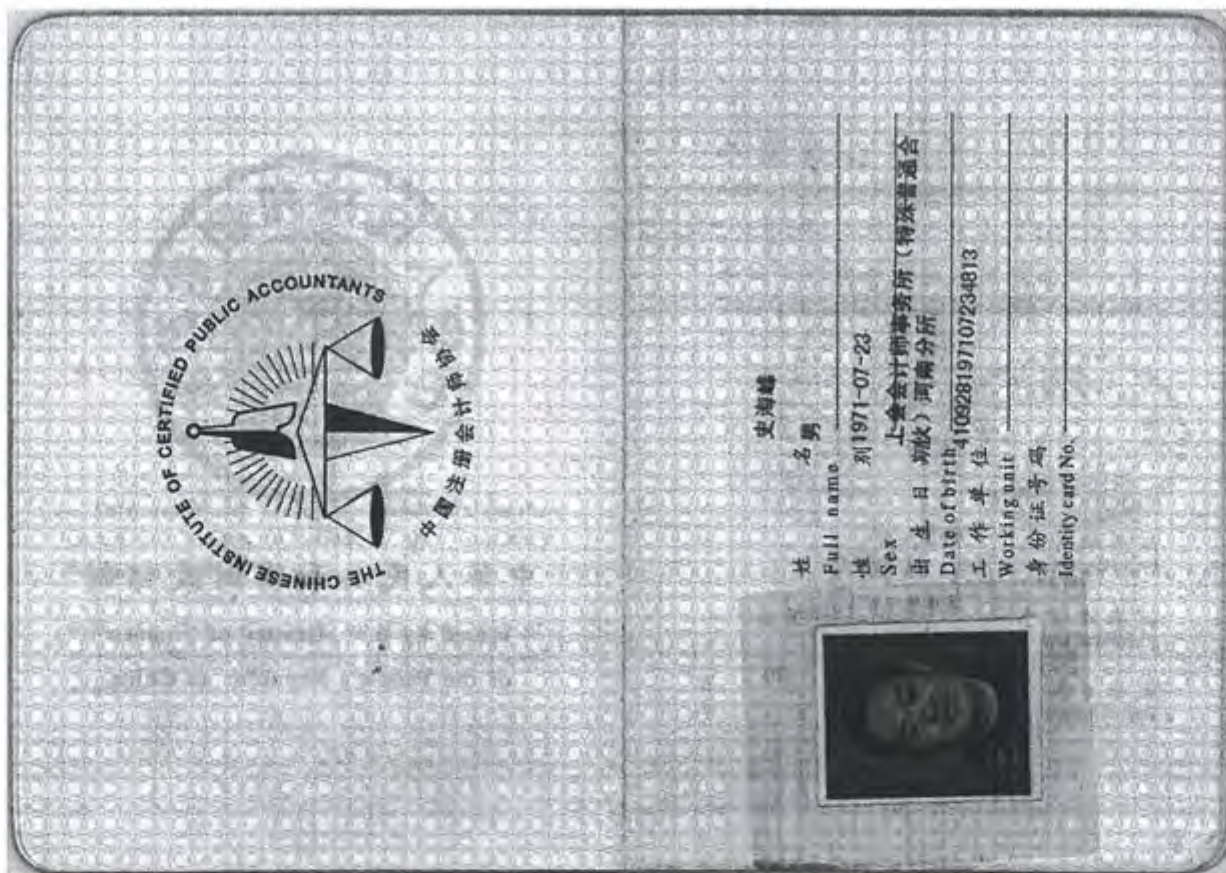 THE CHINESE INSTITUTE OF CERTIFIED PUBLIC ACCOUNTANTS
中国注册会计师协会
史海峰
姓 名
男
Full name
性 别 1971-07-23
Sex
上会会计师事务所（特殊普通合
出 生 日 期
伙）河南分所
Date of birth
410928197107234813
工 作 单 位
Working unit
身 份 证 号 码
Identity card No.